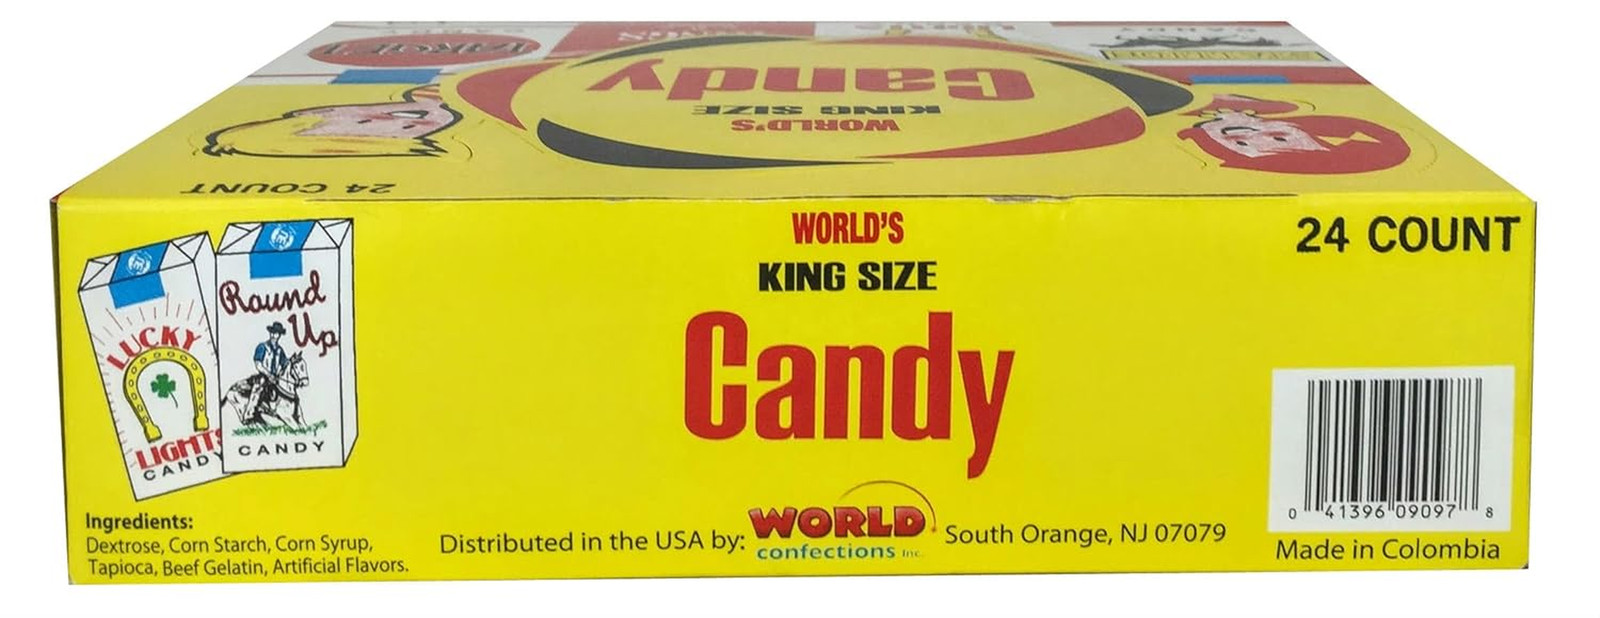 Candy
KING SIZE
WORLD'S
24 COUNT
WORLD'S
KING SIZE
Candy
24 COUNT
LUCKY
LIGHTS
CANDY
Round
Up
CANDY
Ingredients:
Dextrose, Corn Starch, Corn Syrup,
Tapioca, Beef Gelatin, Artificial Flavors.
Distributed in the USA by: WORLD confections Inc. South Orange, NJ 07079
0 41396 09097 8
Made in Colombia